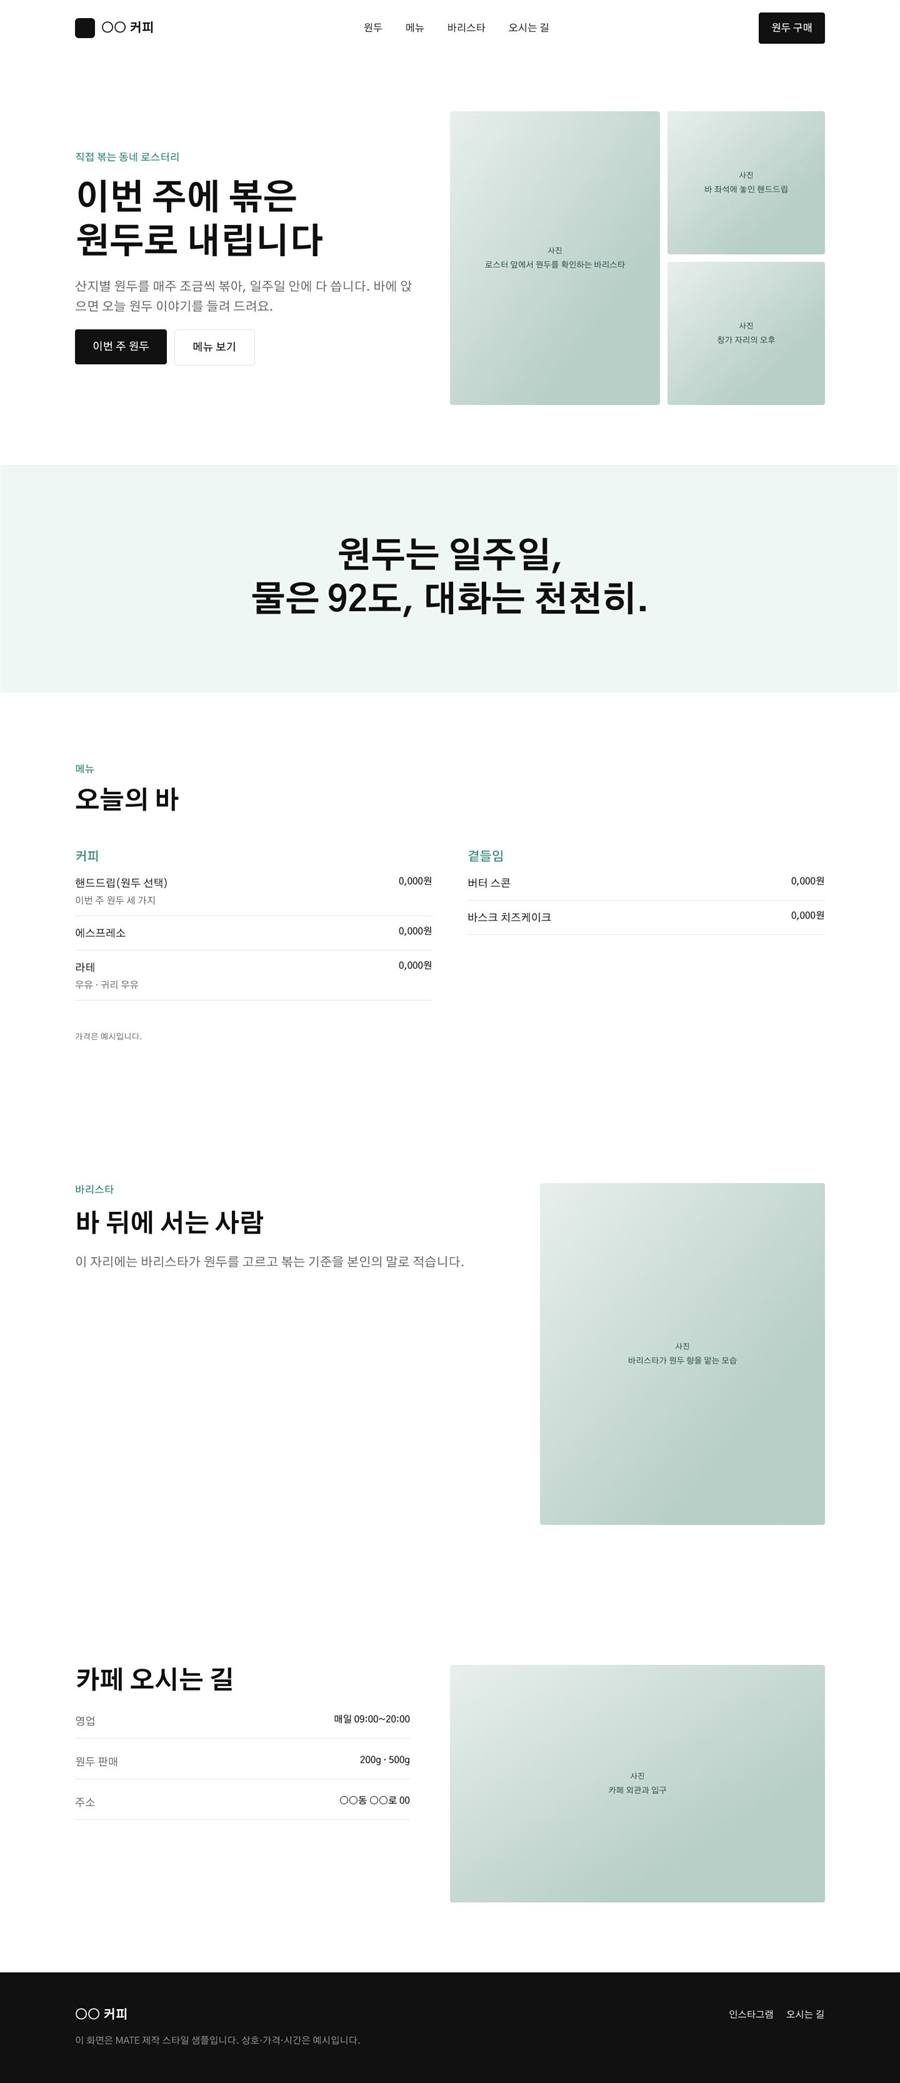 ○○ 커피
원두
메뉴
바리스타
오시는 길
원두 구매
직접 볶는 동네 로스터리
이번 주에 볶은
원두로 내립니다
산지별 원두를 매주 조금씩 볶아, 일주일 안에 다 씁니다. 바에 앉
으면 오늘 원두 이야기를 들려 드려요.
이번 주 원두
메뉴 보기
사진
로스터 앞에서 원두를 확인하는 바리스타
사진
바 좌석에 놓인 핸드드립
사진
창가 자리의 오후
원두는 일주일,
물은 92도, 대화는 천천히.
메뉴
오늘의 바
커피
핸드드립(원두 선택)
0,000원
이번 주 원두 세 가지
에스프레소
0,000원
라테
0,000원
우유 · 귀리 우유
곁들임
버터 스콘
0,000원
바스크 치즈케이크
0,000원
가격은 예시입니다.
바리스타
바 뒤에 서는 사람
이 자리에는 바리스타가 원두를 고르고 볶는 기준을 본인의 말로 적습니다.
사진
바리스타가 원두 향을 맡는 모습
카페 오시는 길
영업
매일 09:00~20:00
원두 판매
200g · 500g
주소
○○동 ○○로 00
사진
카페 외관과 입구
○○ 커피
이 화면은 MATE 제작 스타일 샘플입니다. 상호·가격·시간은 예시입니다.
인스타그램
오시는 길